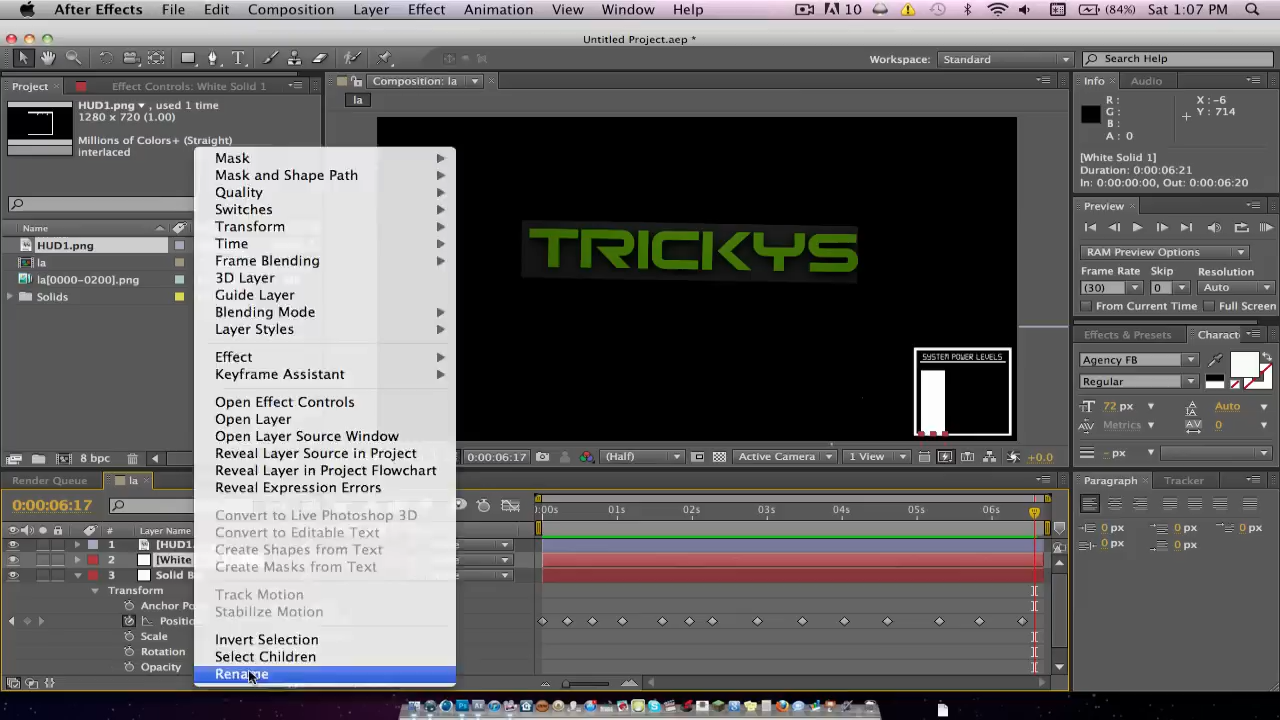 After Effects File Edit Composition Layer Effect Animation View Window Help 10 (84%) Sat 1:07 PM
Untitled Project.aep *
T Workspace: Standard Search Help
Project Effect Controls: White Solid 1 Composition: la Info Audio
HUD1.png , used 1 time
1280 x 720 (1.00)
Millions of Colors+ (Straight)
interlaced
la
R :
G :
B :
A : 0
X : -6
Y : 714
[White Solid 1]
Duration: 0:00:06:21
In: 0:00:00:00, Out: 0:00:06:20
Preview
RAM Preview Options
Frame Rate Skip Resolution
(30) 0 Auto
From Current Time Full Screen
Effects & Presets Charact
Agency FB
Regular
72 px Auto
Metrics 0
- px
Name
HUD1.png
la
la[0000-0200].png
Solids
8 bpc
Mask
Mask and Shape Path
Quality
Switches
Transform
Time
Frame Blending
3D Layer
Guide Layer
Blending Mode
Layer Styles
Effect
Keyframe Assistant
Open Effect Controls
Open Layer
Open Layer Source Window
Reveal Layer Source in Project
Reveal Layer in Project Flowchart
Reveal Expression Errors
Convert to Live Photoshop 3D
Convert to Editable Text
Create Shapes from Text
Create Masks from Text
Track Motion
Stabilize Motion
Invert Selection
Select Children
Rename
TRICKYS
SYSTEM POWER LEVELS
0:00:06:17 (Half) Active Camera 1 View +0.0
Render Queue la
0:00:06:17
# Layer Name
1 [HUD1.
2 [White
3 Solid B
Transform
Anchor Po
Positio
Scale
Rotation
Opacity
:00s 01s 02s 03s 04s 05s 06s
Paragraph Tracker
0 px 0 px 0 px
0 px 0 px